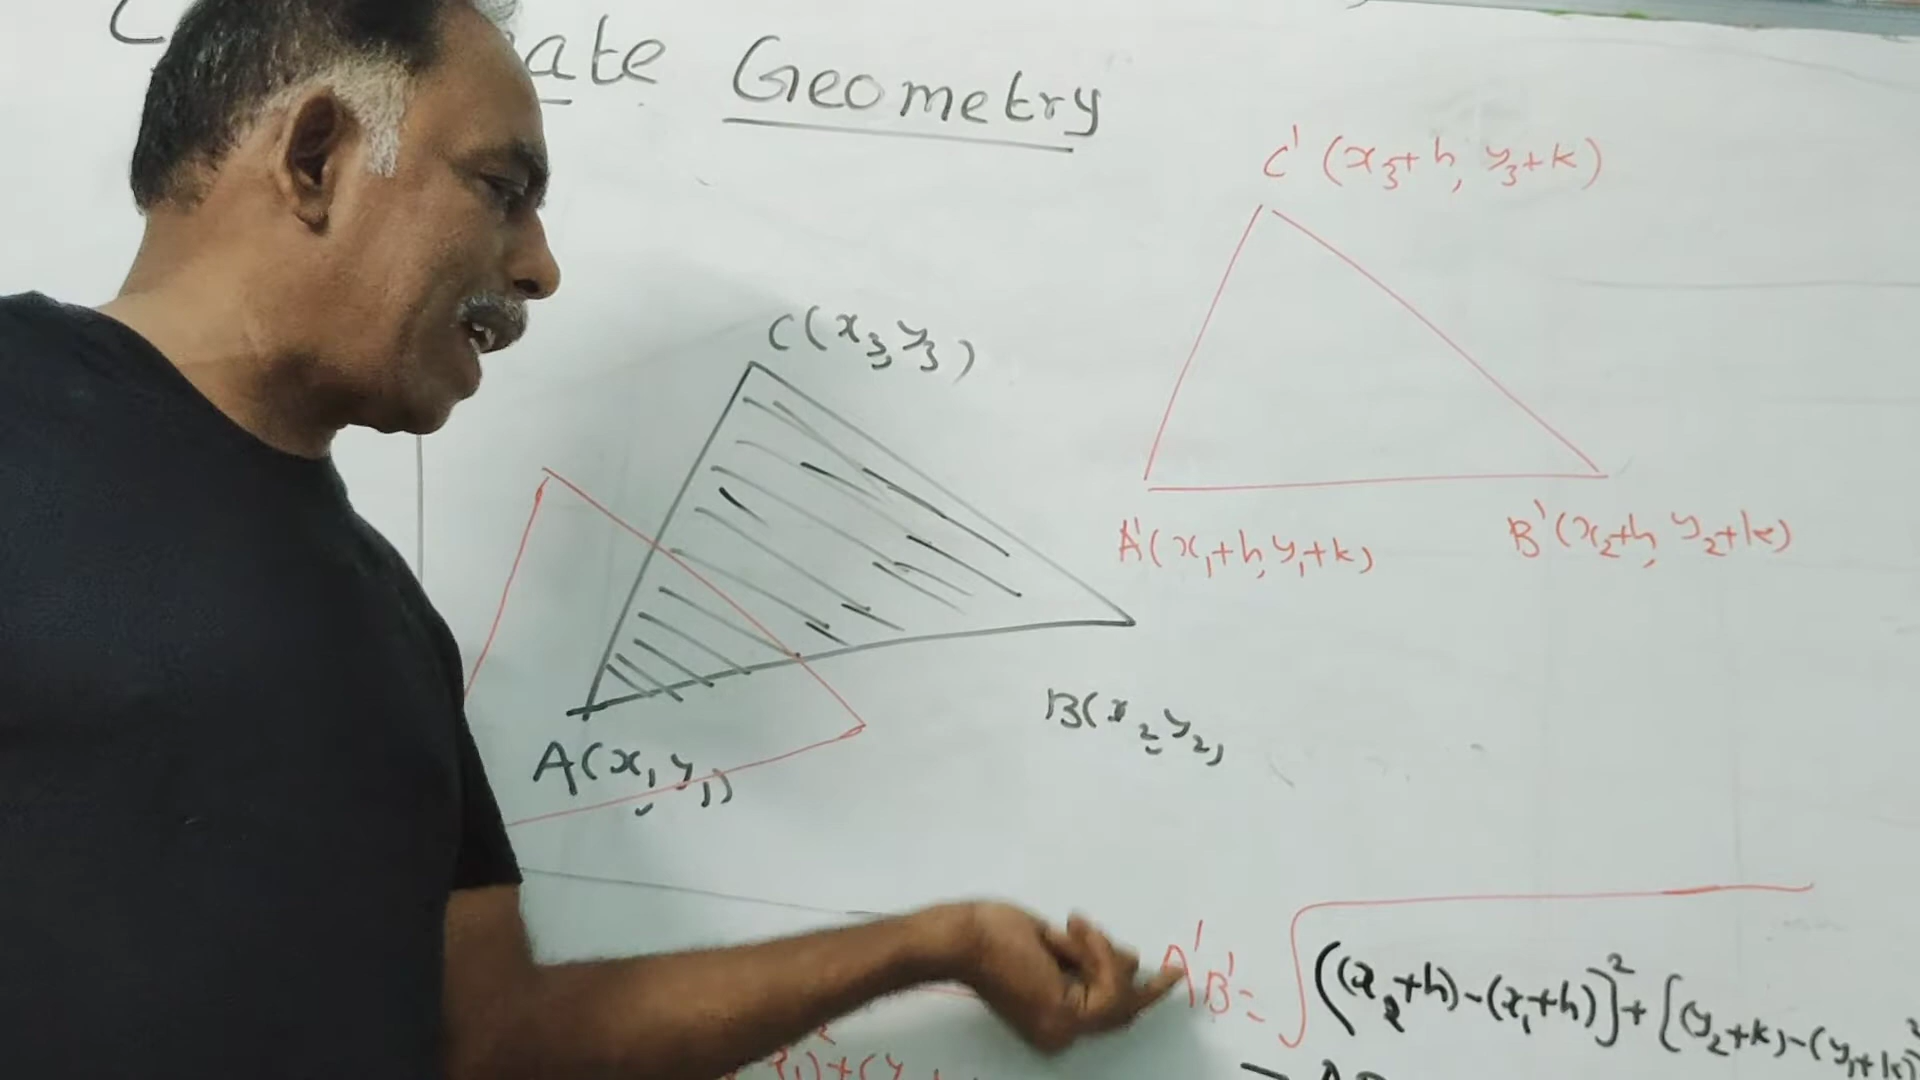 ate Geometry
C' (x₃+h, y₃+k)
C(x₃, y₃)
A'(x₁+h, y₁+k)
B'(x₂+h, y₂+k)
B(x₂, y₂)
A(x₁, y₁)
A'B' = √((x₂+h)-(x₁+h))² + [(y₂+k)-(y₁+k)²